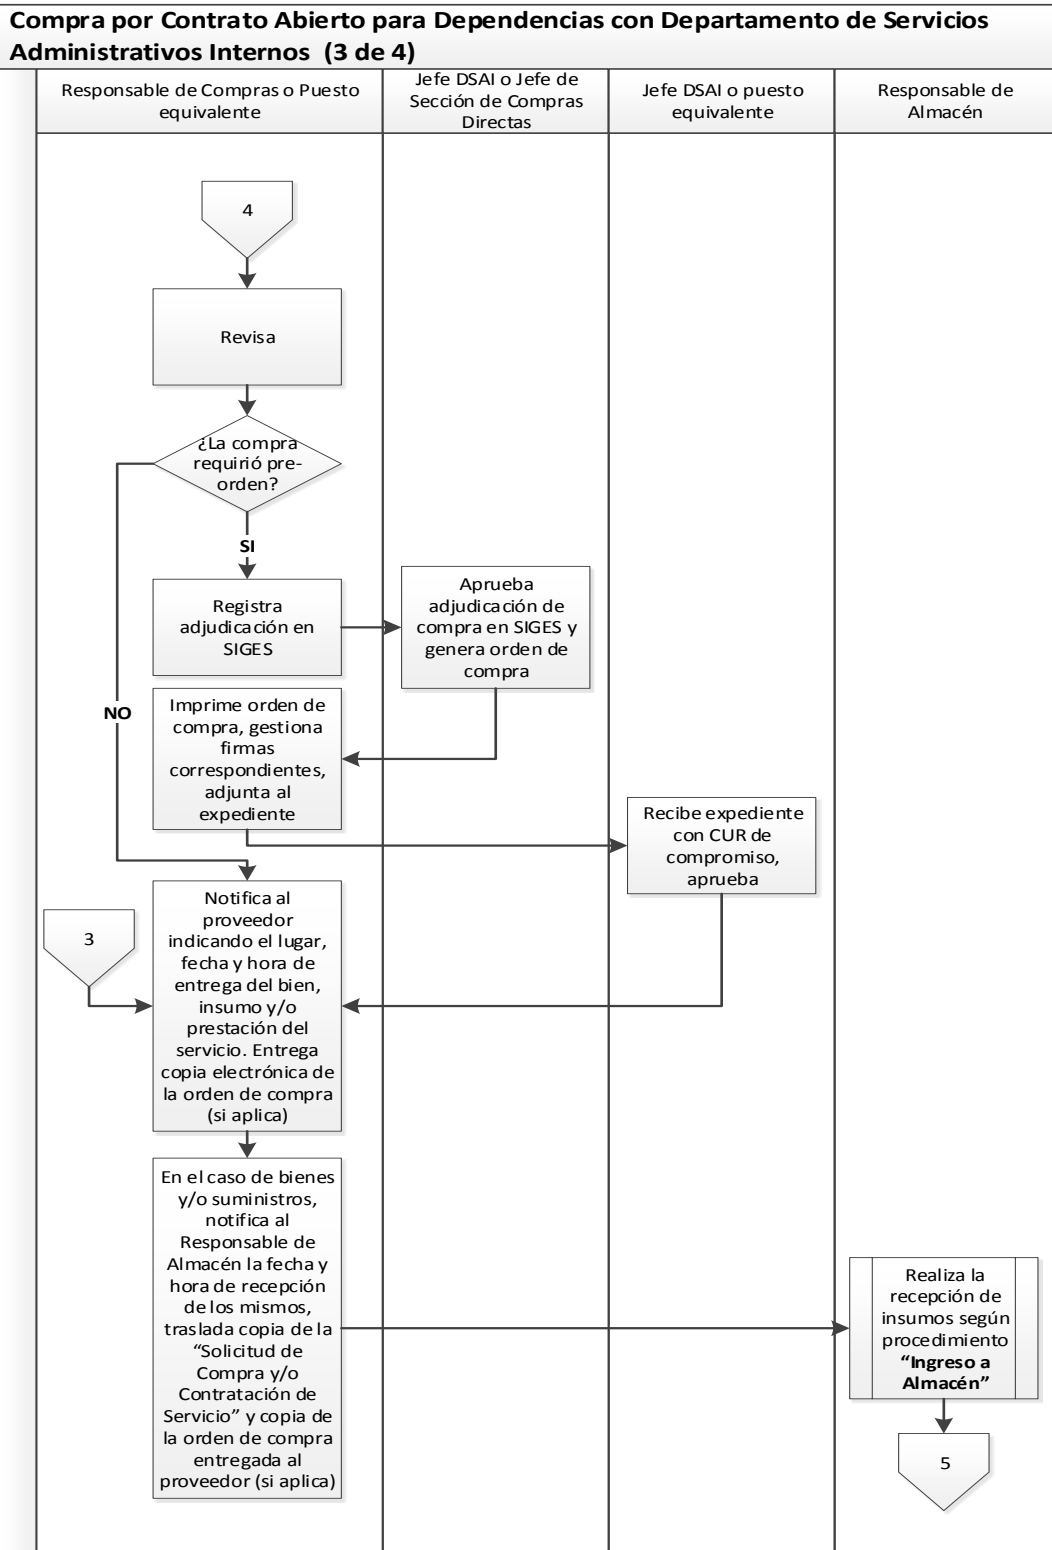 Compra por Contrato Abierto para Dependencias con Departamento de Servicios
Administrativos Internos (3 de 4)
Responsable de Compras o Puesto
equivalente
Jefe DSAI o Jefe de
Sección de Compras
Directas
Jefe DSAI o puesto
equivalente
Responsable de
Almacén
4
Revisa
¿La compra
requirió pre-
orden?
SI
Registra
adjudicación en
SIGES
Aprueba
adjudicación de
compra en SIGES y
genera orden de
compra
NO
Imprime orden de
compra, gestiona
firmas
correspondientes,
adjunta al
expediente
Recibe expediente
con CUR de
compromiso,
aprueba
3
Notifica al
proveedor
indicando el lugar,
fecha y hora de
entrega del bien,
insumo y/o
prestación del
servicio. Entrega
copia electrónica de
la orden de compra
(si aplica)
En el caso de bienes
y/o suministros,
notifica al
Responsable de
Almacén la fecha y
hora de recepción
de los mismos,
traslada copia de la
“Solicitud de
Compra y/o
Contratación de
Servicio” y copia de
la orden de compra
entregada al
proveedor (si aplica)
Realiza la
recepción de
insumos según
procedimiento
“Ingreso a
Almacén”
5